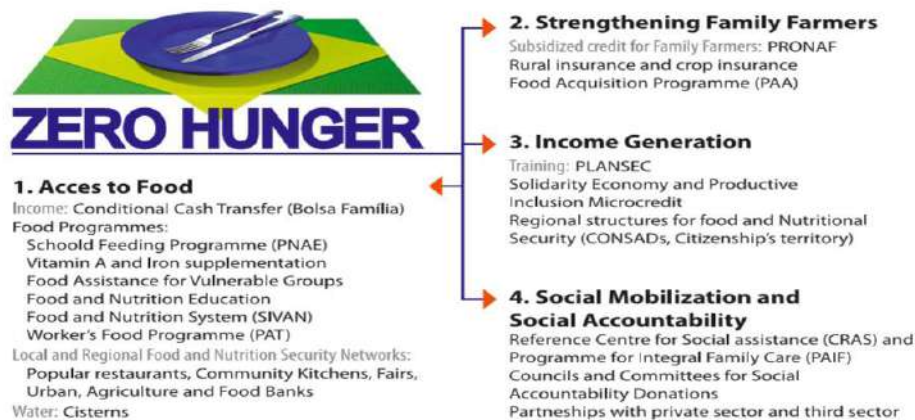 ZERO HUNGER
1. Acces to Food
Income: Conditional Cash Transfer (Bolsa Família)
Food Programmes:
Schoold Feeding Programme (PNAE)
Vitamin A and Iron supplementation
Food Assistance for Vulnerable Groups
Food and Nutrition Education
Food and Nutrition System (SIVAN)
Worker's Food Programme (PAT)
Local and Regional Food and Nutrition Security Networks:
Popular restaurants, Community Kitchens, Fairs,
Urban, Agriculture and Food Banks
Water: Cisterns
2. Strengthening Family Farmers
Subsidized credit for Family Farmers: PRONAF
Rural insurance and crop insurance
Food Acquisition Programme (PAA)
3. Income Generation
Training: PLANSEC
Solidarity Economy and Productive
Inclusion Microcredit
Regional structures for food and Nutritional
Security (CONSADs, Citizenship's territory)
4. Social Mobilization and
Social Accountability
Reference Centre for Social assistance (CRAS) and
Programme for Integral Family Care (PAIF)
Councils and Committees for Social
Accountability Donations
Partneships with private sector and third sector